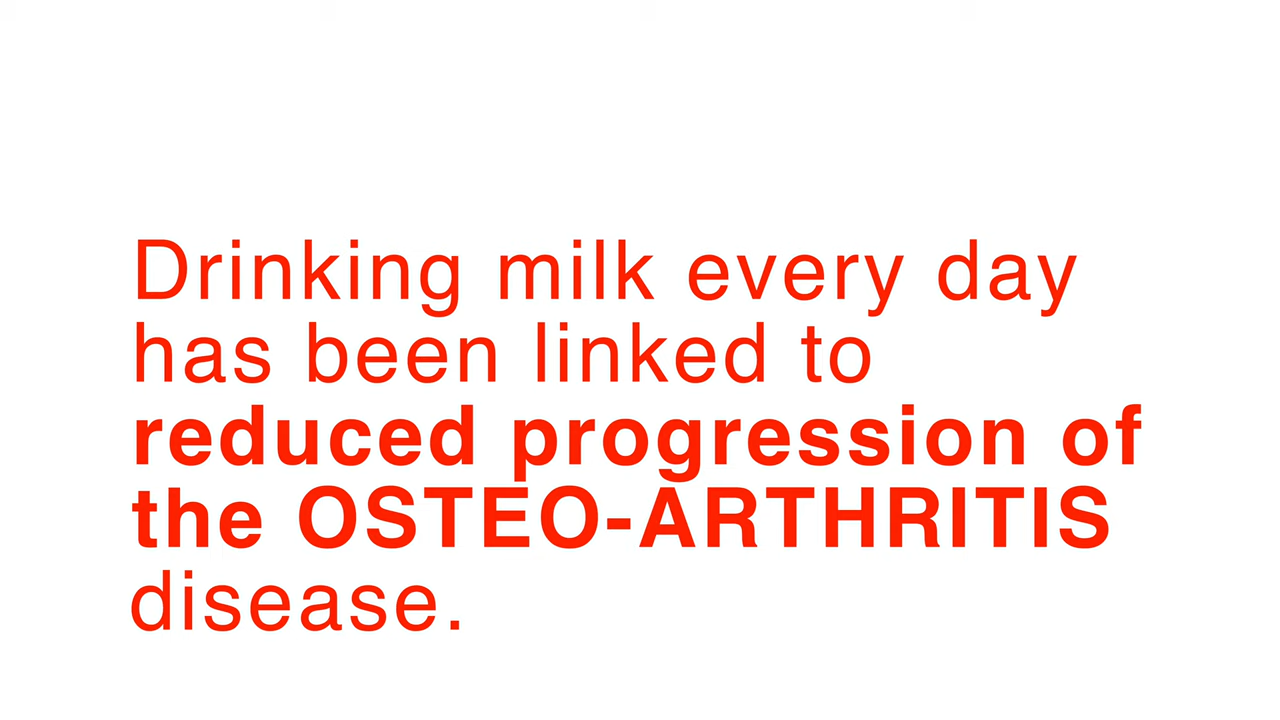 Drinking milk every day
has been linked to
reduced progression of
the OSTEO-ARTHRITIS
disease.